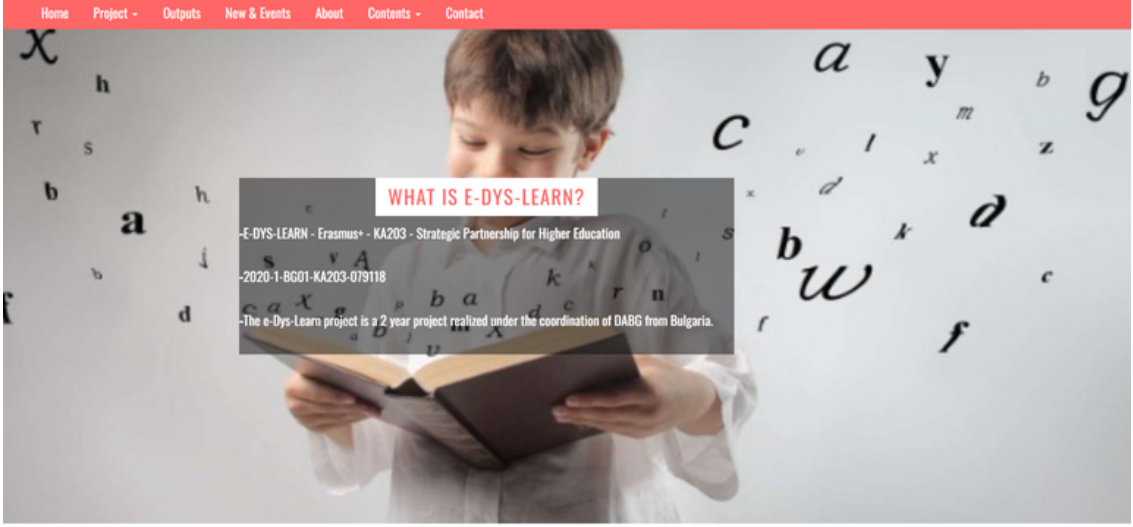 Home Project Outputs New & Events About Contents Contact
WHAT IS E-DYS-LEARN?
-E-DYS-LEARN - Erasmus+ - KA203 - Strategic Partnership for Higher Education
-2020-1-BG01-KA203-079118
-The e-Dys-Learn project is a 2 year project realized under the coordination of DABG from Bulgaria.